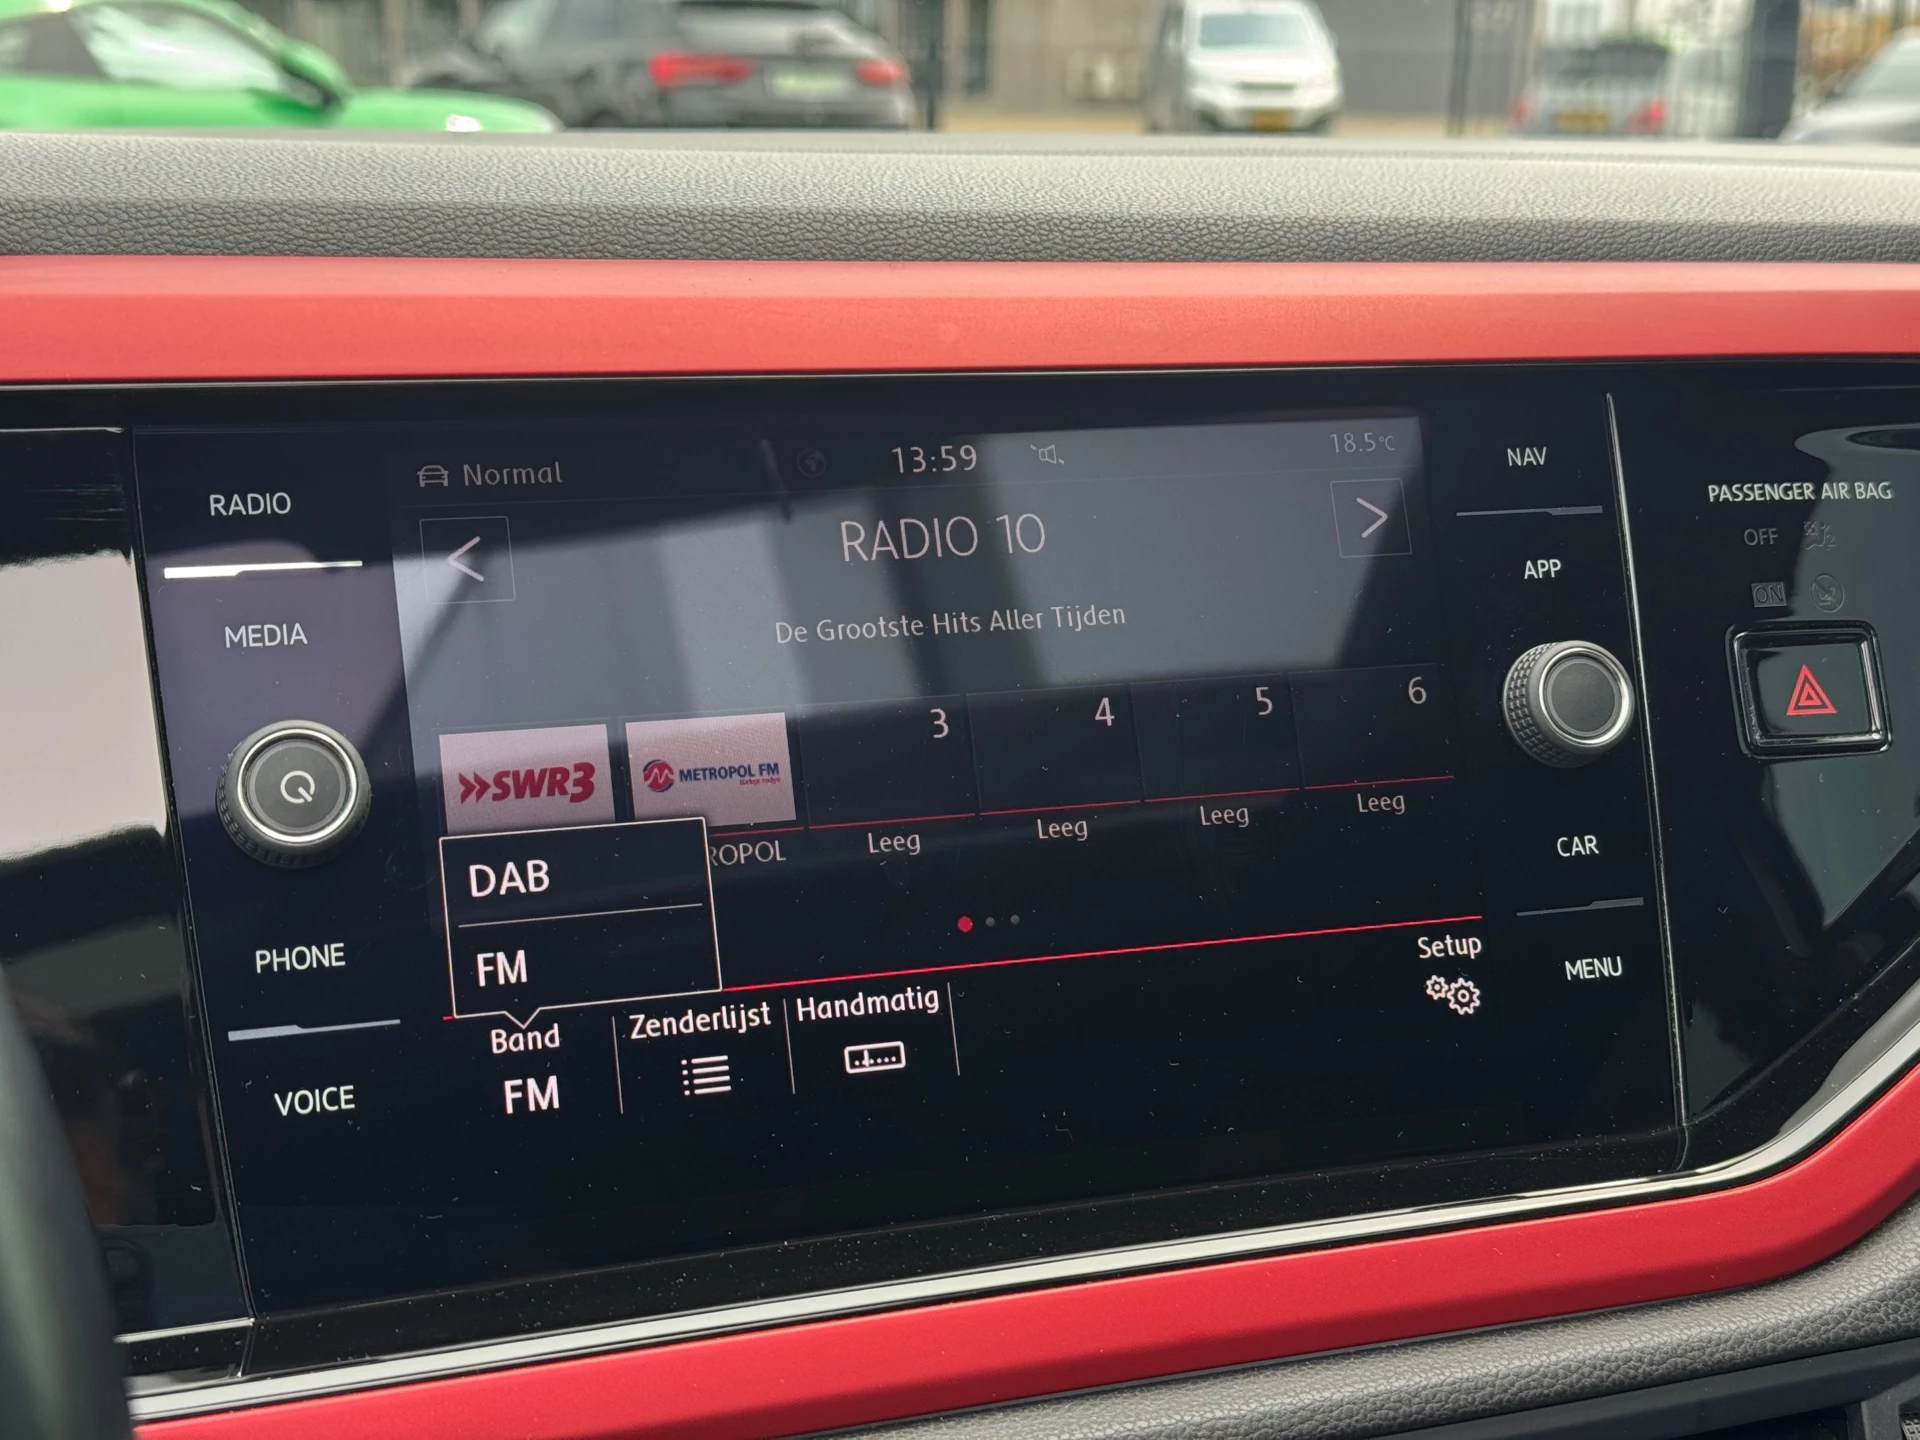 Normal
13:59
18.5°C
RADIO 10
De Grootste Hits Aller Tijden
SWR3
METROPOL FM
türkçe radyo
3
4
5
6
ROPOL
Leeg
Leeg
Leeg
Leeg
DAB
FM
Band
FM
Zenderlijst
Handmatig
Setup
RADIO
MEDIA
PHONE
VOICE
NAV
APP
CAR
MENU
PASSENGER AIR BAG
OFF
ON